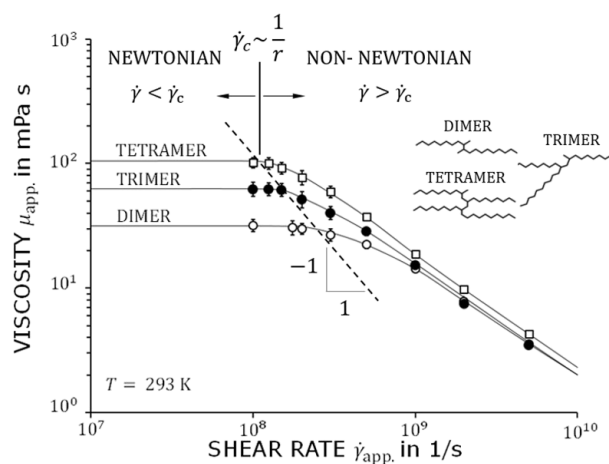 γ̇c ~ 1/r
NEWTONIAN
NON- NEWTONIAN
γ̇ < γ̇c
γ̇ > γ̇c
DIMER
TRIMER
TETRAMER
TETRAMER
TRIMER
DIMER
−1
1
T = 293 K
10³
10²
10¹
10⁰
VISCOSITY μapp. in mPa s
10⁷
10⁸
10⁹
10¹⁰
SHEAR RATE γ̇app. in 1/s